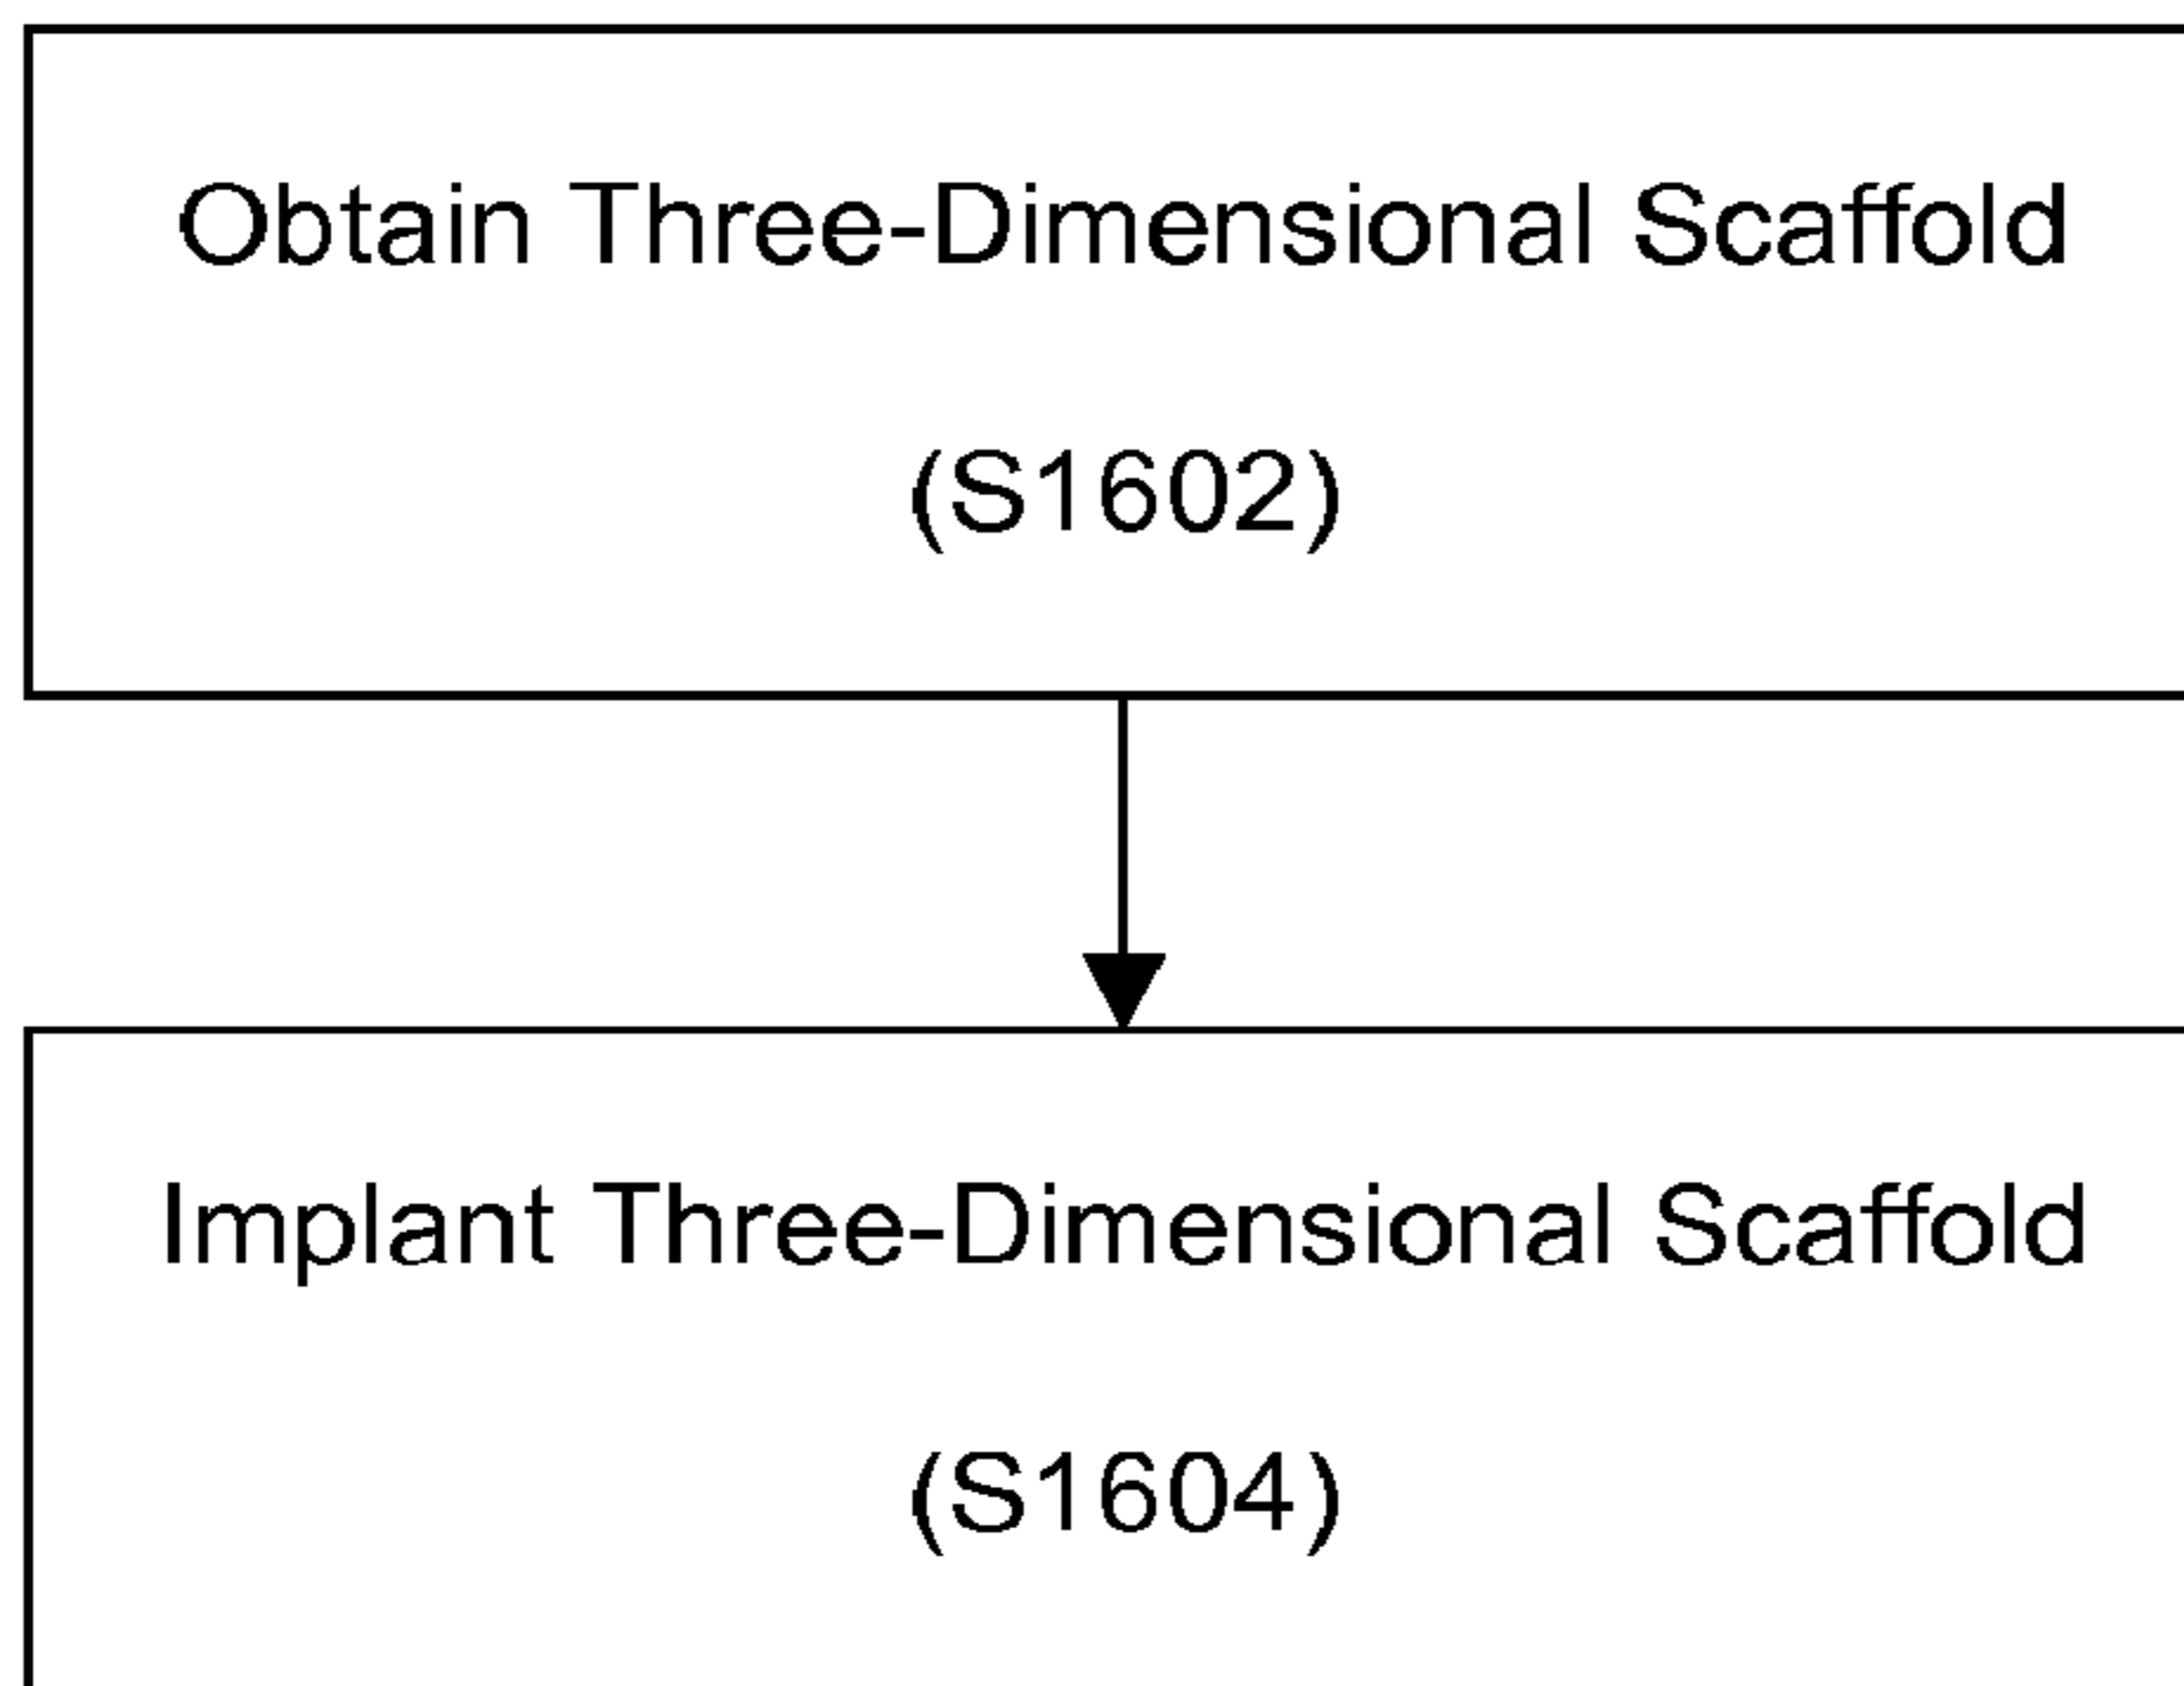 Obtain Three-Dimensional Scaffold
(S1602)
Implant Three-Dimensional Scaffold
(S1604)